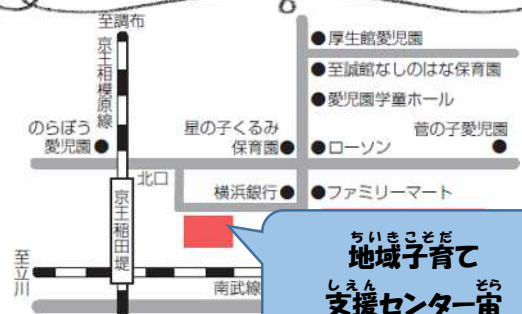 至調布
京王相模原線
厚生館愛児園
至誠館なしのはな保育園
愛児園学童ホール
のらぼう
愛児園
星の子くるみ
保育園
ローソン
菅の子愛児園
北口
横浜銀行
ファミリーマート
京王稲田堤
至立川
南武線
ちいきこそだ
地域子育て
しえん そら
支援センター宙